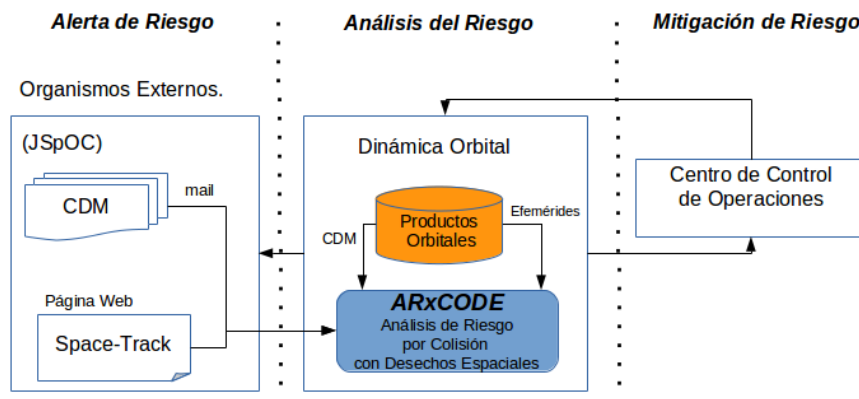 Alerta de Riesgo
Análisis del Riesgo
Mitigación de Riesgo
Organismos Externos.
(JSpOC)
CDM
mail
Página Web
Space-Track
Dinámica Orbital
Productos
Orbitales
CDM
Efemérides
ARxCODE
Análisis de Riesgo
por Colisión
con Desechos Espaciales
Centro de Control
de Operaciones